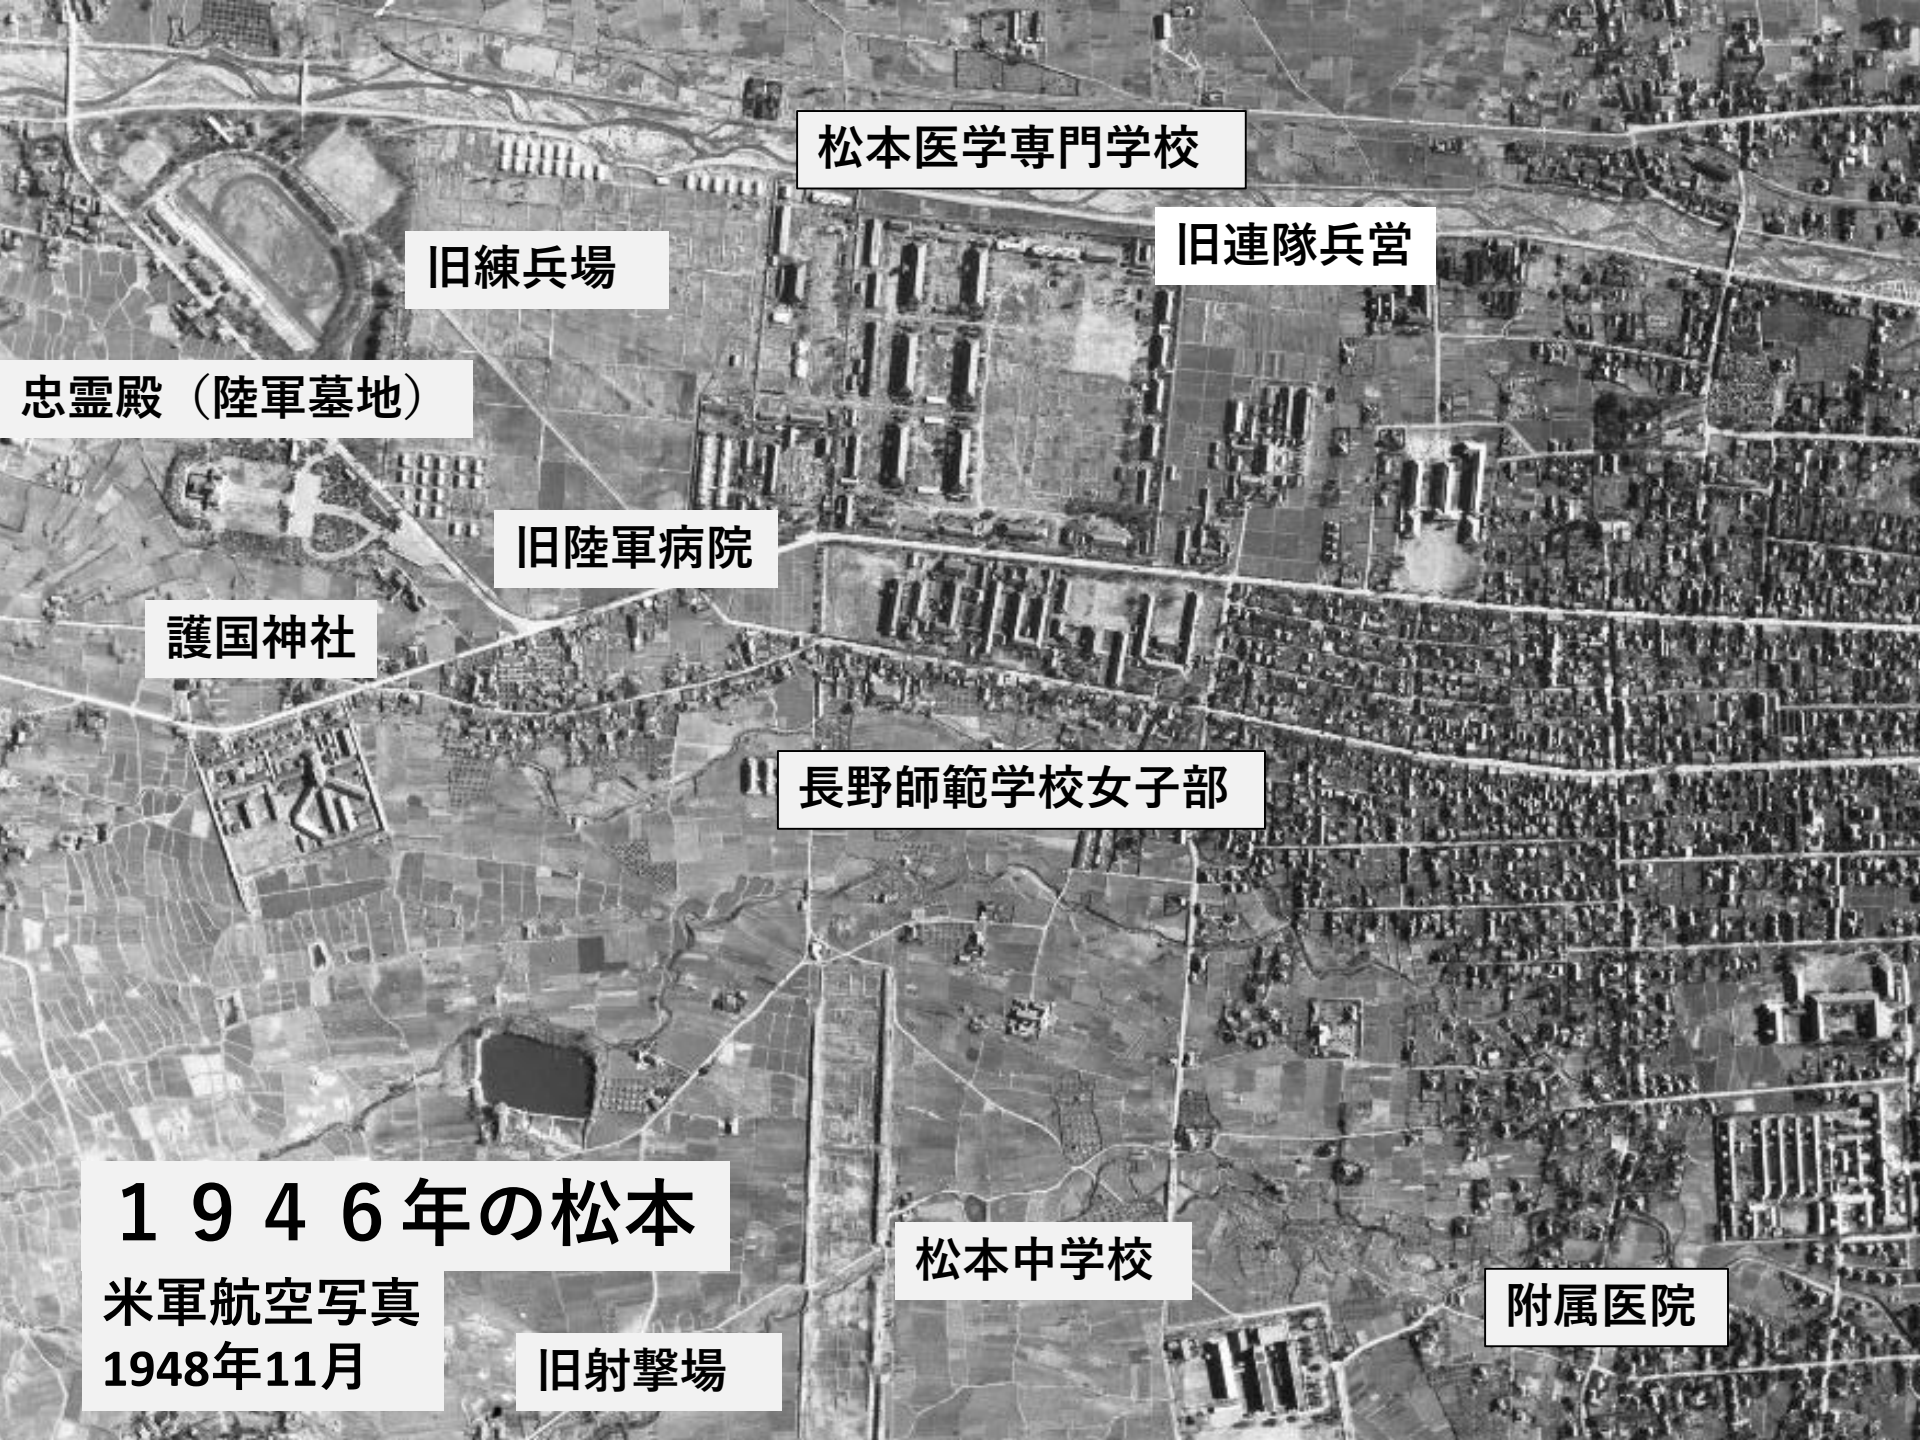 松本医学専門学校
旧連隊兵営
旧練兵場
忠霊殿（陸軍墓地）
旧陸軍病院
護国神社
長野師範学校女子部
１９４６年の松本
米軍航空写真
1948年11月
松本中学校
附属医院
旧射撃場